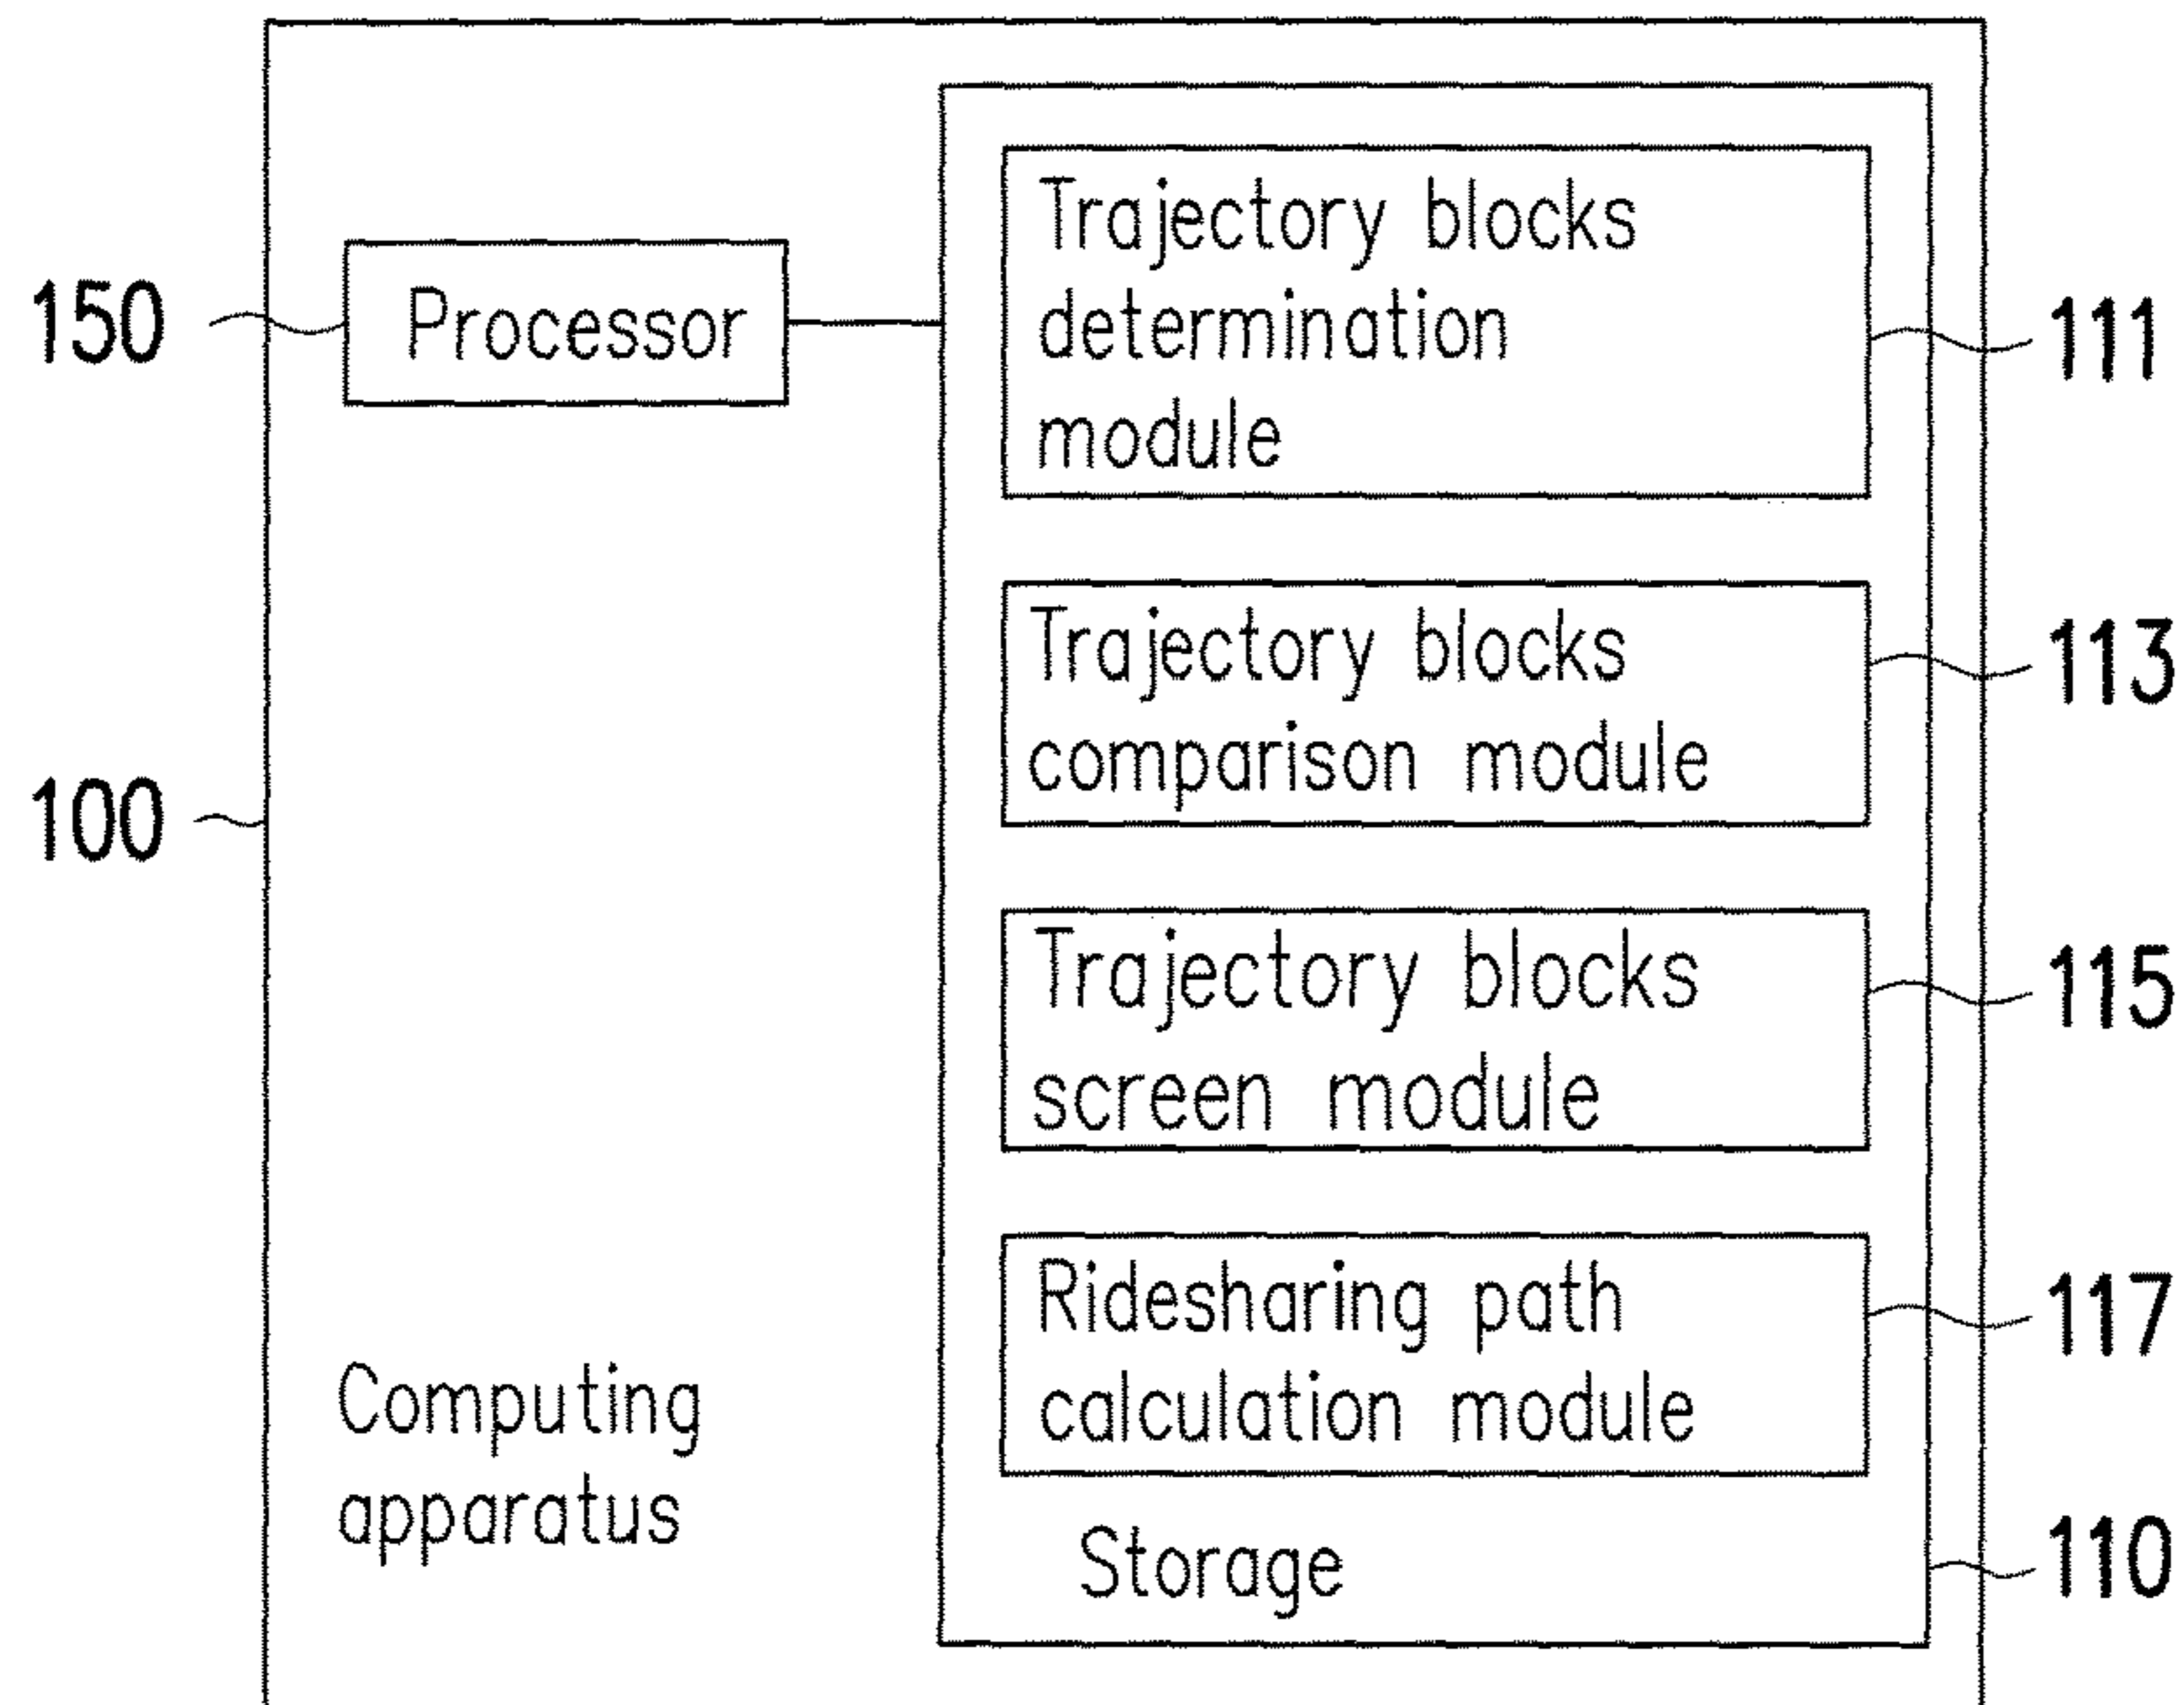 Trajectory blocks
determination
module
111
150
Processor
Trajectory blocks
comparison module
113
100
Trajectory blocks
screen module
115
Ridesharing path
calculation module
117
Computing
apparatus
Storage
110